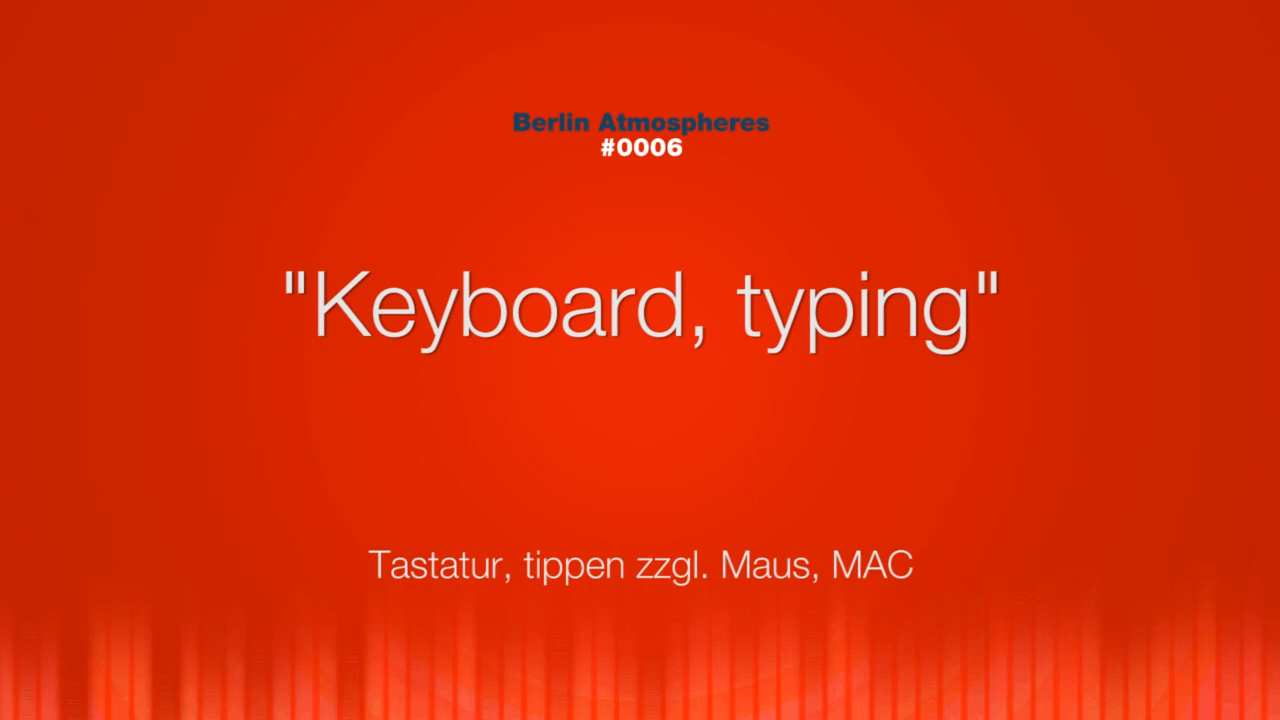 Berlin Atmospheres
#0006
"Keyboard, typing"
Tastatur, tippen zzgl. Maus, MAC